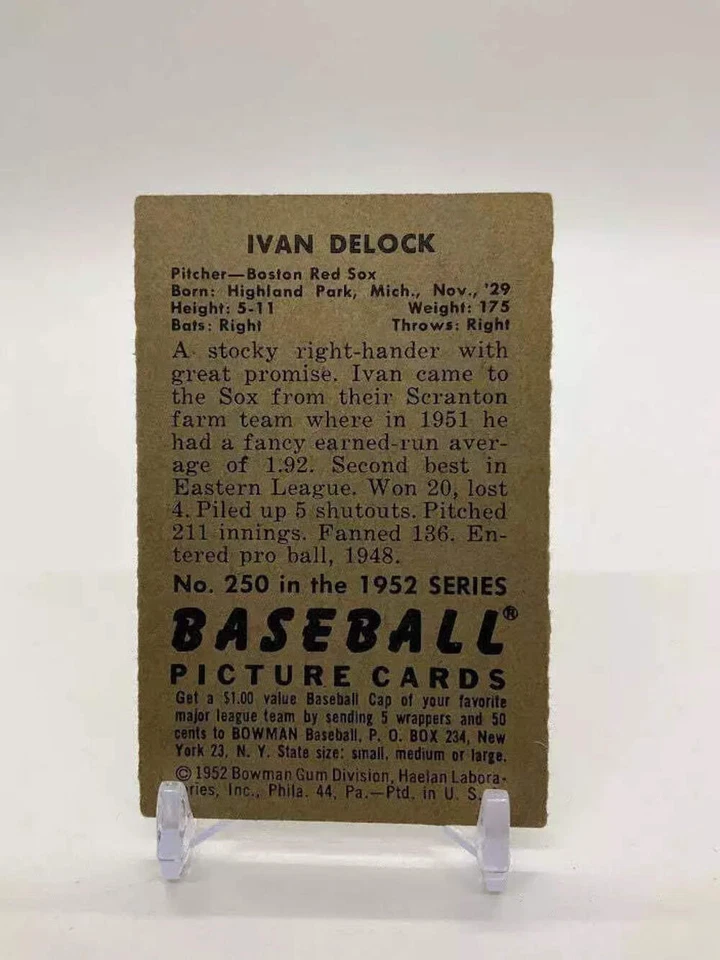 IVAN DELOCK
Pitcher—Boston Red Sox
Born: Highland Park, Mich., Nov., '29
Height: 5-11 Weight: 175
Bats: Right Throws: Right
A stocky right-hander with
great promise. Ivan came to
the Sox from their Scranton
farm team where in 1951 he
had a fancy earned-run aver-
age of 1.92. Second best in
Eastern League. Won 20, lost
4. Piled up 5 shutouts. Pitched
211 innings. Fanned 136. En-
tered pro ball, 1948.
No. 250 in the 1952 SERIES
BASEBALL®
PICTURE CARDS
Get a $1.00 value Baseball Cap of your favorite
major league team by sending 5 wrappers and 50
cents to BOWMAN Baseball, P. O. BOX 234, New
York 23, N. Y. State size: small, medium or large.
© 1952 Bowman Gum Division, Haelan Labora-
ries, Inc., Phila. 44, Pa.—Ptd. in U. S.